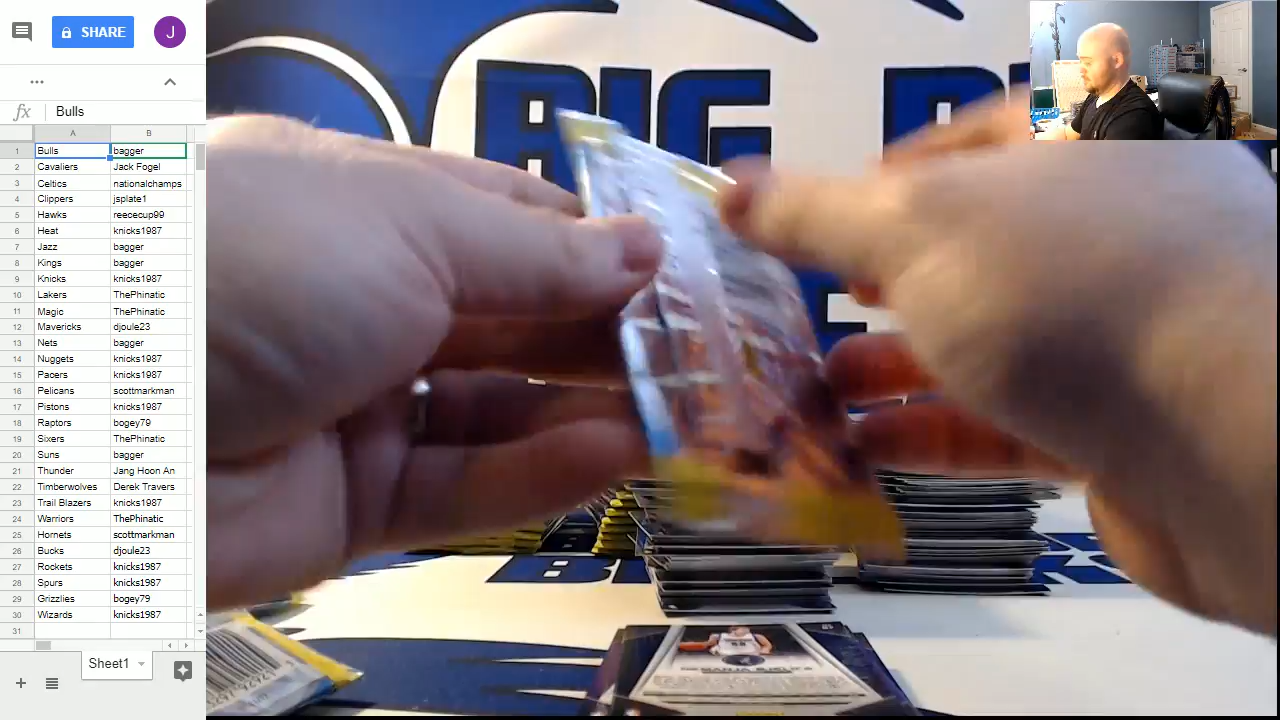 SHARE
J
fx Bulls
A B
1 Bulls bagger
2 Cavaliers Jack Fogel
3 Celtics nationalchamps
4 Clippers jsplate1
5 Hawks reececup99
6 Heat knicks1987
7 Jazz bagger
8 Kings bagger
9 Knicks knicks1987
10 Lakers ThePhinatic
11 Magic ThePhinatic
12 Mavericks djoule23
13 Nets bagger
14 Nuggets knicks1987
15 Pacers knicks1987
16 Pelicans scottmarkman
17 Pistons knicks1987
18 Raptors bogey79
19 Sixers ThePhinatic
20 Suns bagger
21 Thunder Jang Hoon An
22 Timberwolves Derek Travers
23 Trail Blazers knicks1987
24 Warriors ThePhinatic
25 Hornets scottmarkman
26 Bucks djoule23
27 Rockets knicks1987
28 Spurs knicks1987
29 Grizzlies bogey79
30 Wizards knicks1987
31
Sheet1
BIG